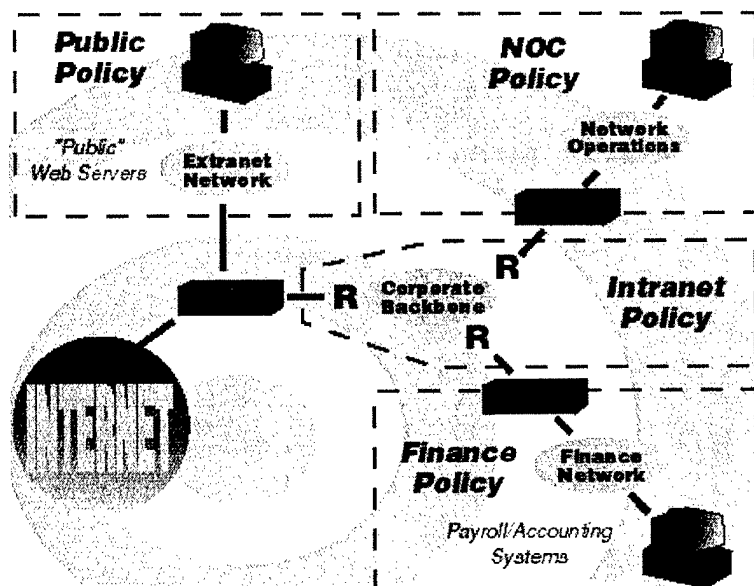 Public
Policy
"Public"
Web Servers
Extranet
Network
NOC
Policy
Network
Operations
R
R
Corporate
Backbone
R
Intranet
Policy
Finance
Policy
Finance
Network
Payroll/Accounting
Systems